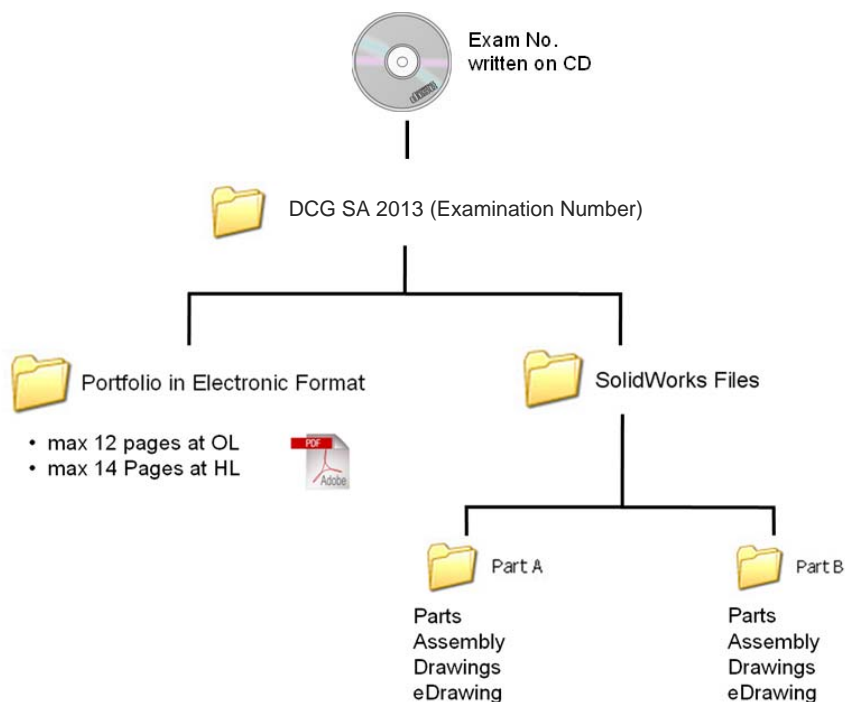 Exam No.
written on CD
DCG SA 2013 (Examination Number)
Portfolio in Electronic Format
• max 12 pages at OL
• max 14 Pages at HL
PDF
Adobe
SolidWorks Files
Part A
Parts
Assembly
Drawings
eDrawing
Part B
Parts
Assembly
Drawings
eDrawing